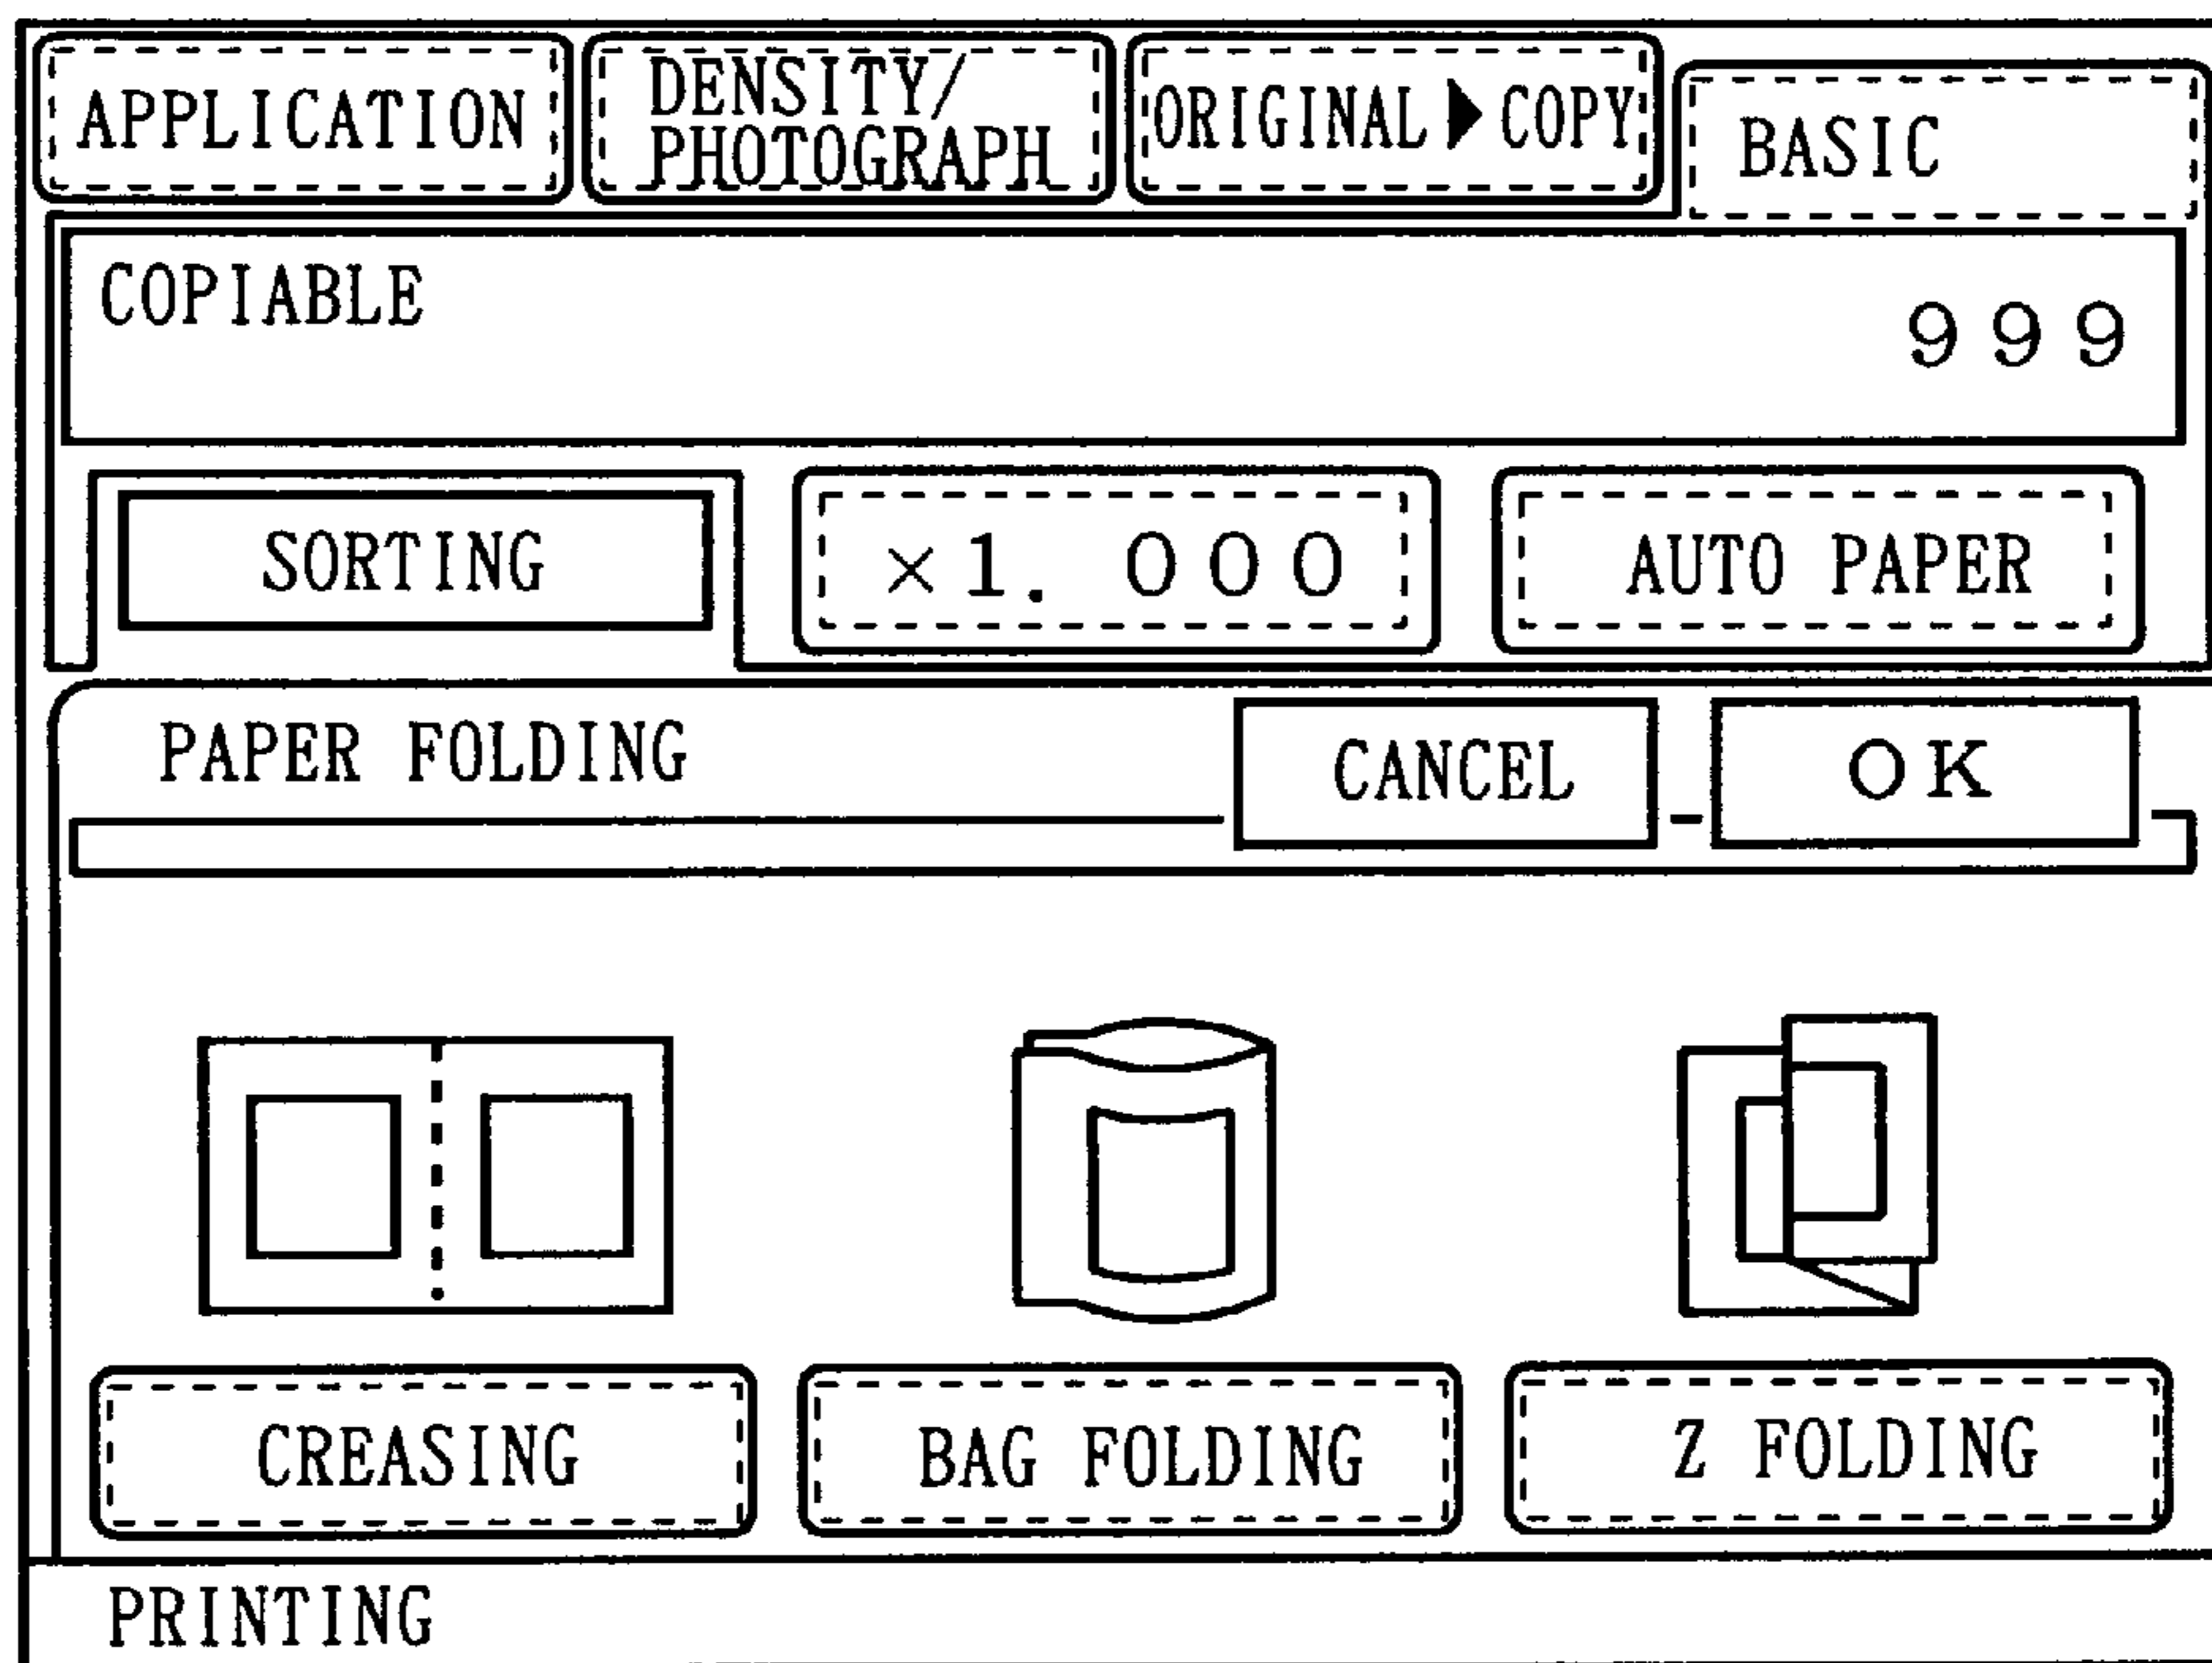 APPLICATION
DENSITY/
PHOTOGRAPH
ORIGINAL▶COPY
BASIC
COPIABLE
999
SORTING
×1.000
AUTO PAPER
PAPER FOLDING
CANCEL
OK
CREASING
BAG FOLDING
Z FOLDING
PRINTING